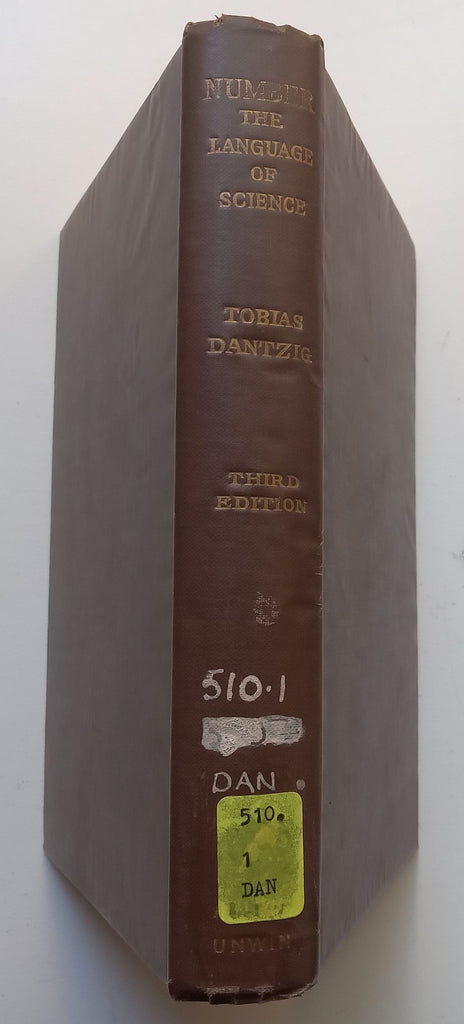 NUMBER
THE
LANGUAGE
OF
SCIENCE
TOBIAS
DANTZIG
THIRD
EDITION
510.1
DAN.
510.
1
DAN
UNWIN